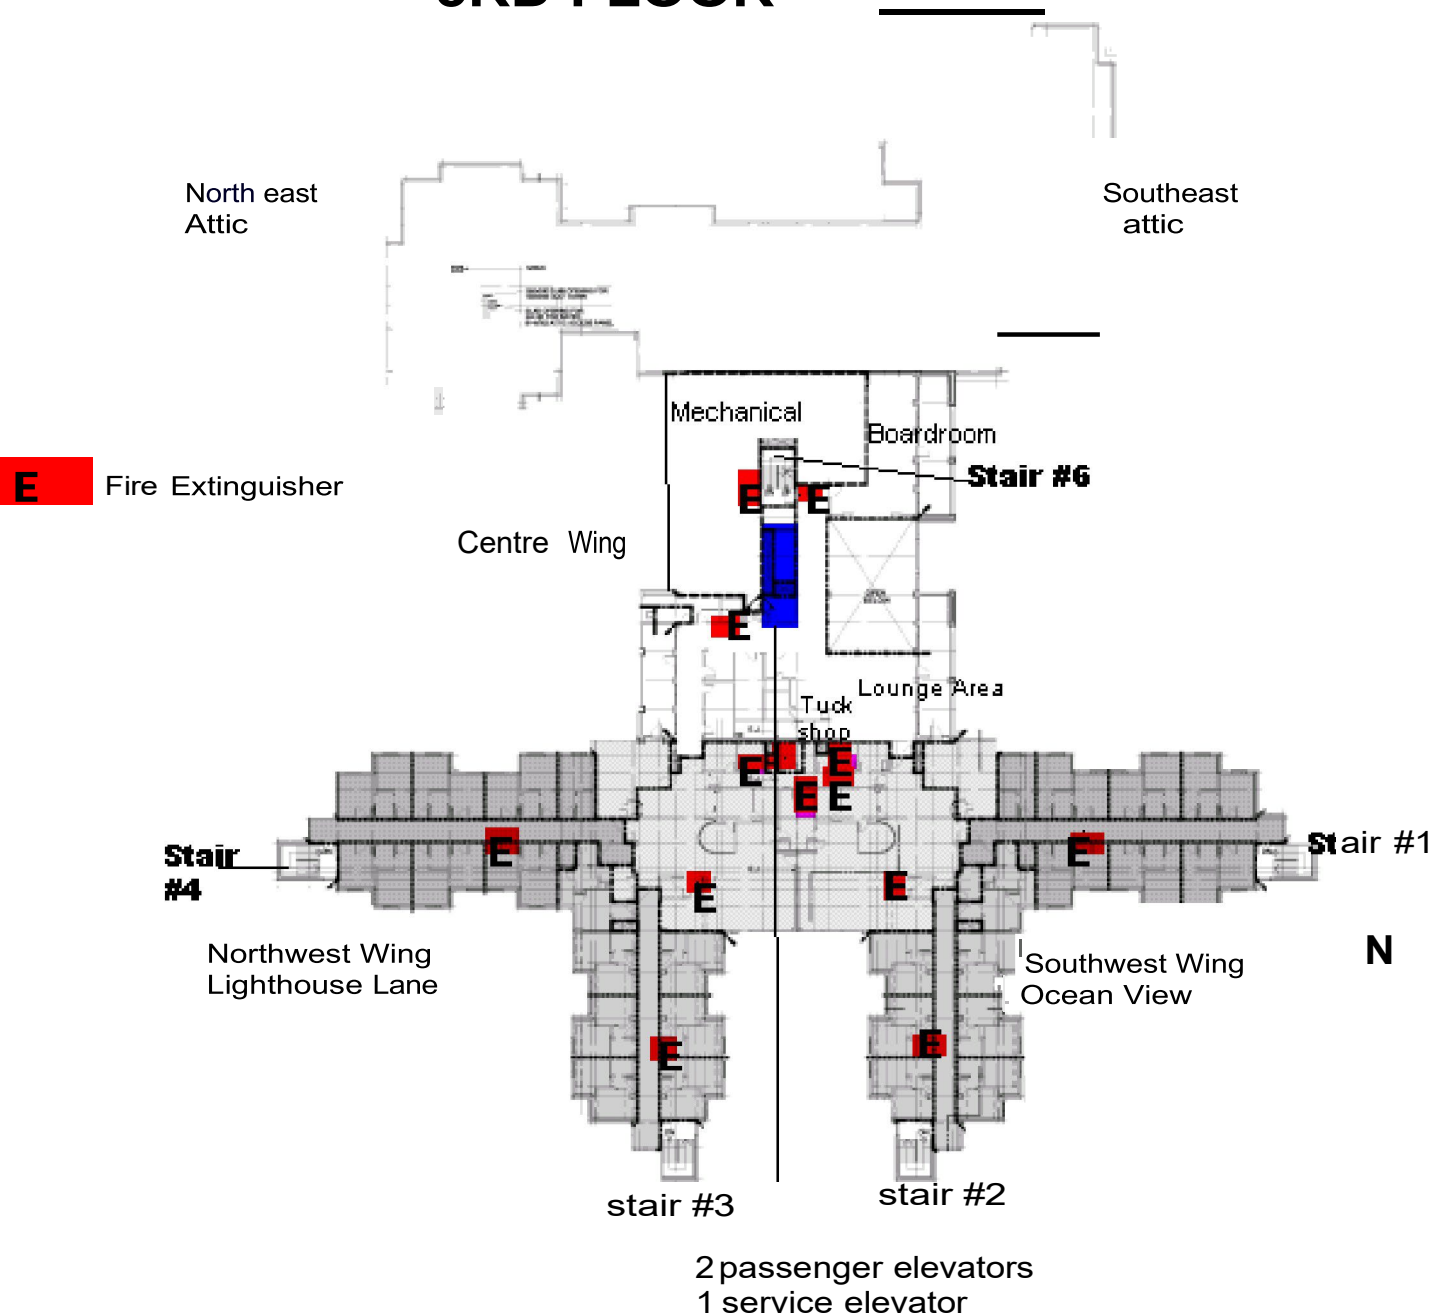 3RD FLOOR
North east
Attic
Southeast
attic
Mechanical
Boardroom
Stair #6
E
E
E Fire Extinguisher
Centre Wing
E
Lounge Area
Tuck
shop
E
E
E
E
E
E
Stair #1
Stair
#4
E
E
Northwest Wing
Lighthouse Lane
N
Southwest Wing
Ocean View
E
E
stair #3
stair #2
2 passenger elevators
1 service elevator